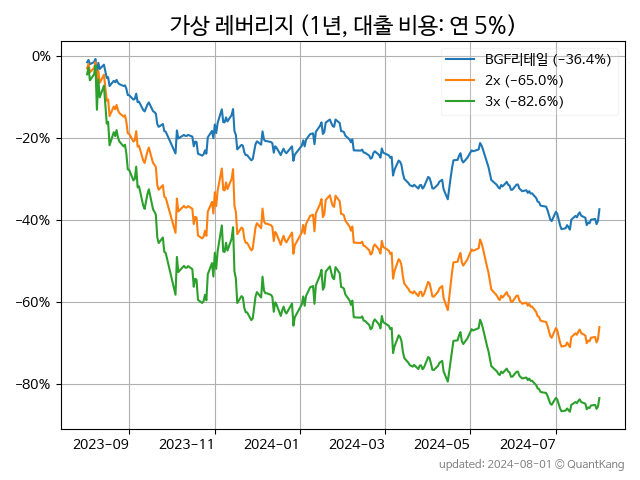 가상 레버리지 (1년, 대출 비용: 연 5%)
BGF리테일 (−36.4%)
2x (−65.0%)
3x (−82.6%)
0%
−20%
−40%
−60%
−80%
2023-09 2023-11 2024-01 2024-03 2024-05 2024-07
updated: 2024-08-01 © QuantKang